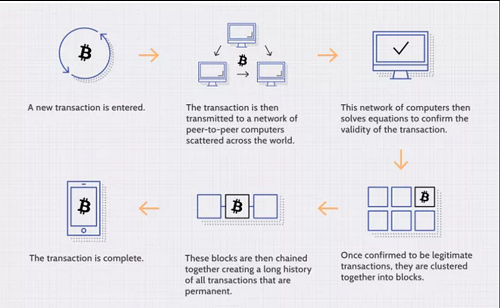 A new transaction is entered.
The transaction is then
transmitted to a network of
peer-to-peer computers
scattered across the world.
This network of computers then
solves equations to confirm the
validity of the transaction.
Once confirmed to be legitimate
transactions, they are clustered
together into blocks.
These blocks are then chained
together creating a long history
of all transactions that are
permanent.
The transaction is complete.